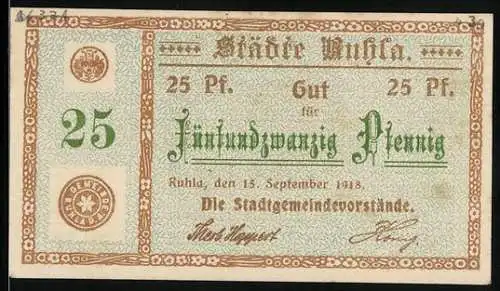 Städte Ruhla.
25 Pf. Gut 25 Pf.
für
25
Fünfundzwanzig Pfennig
Ruhla, den 15. September 1918.
Die Stadtgemeindevorstände.